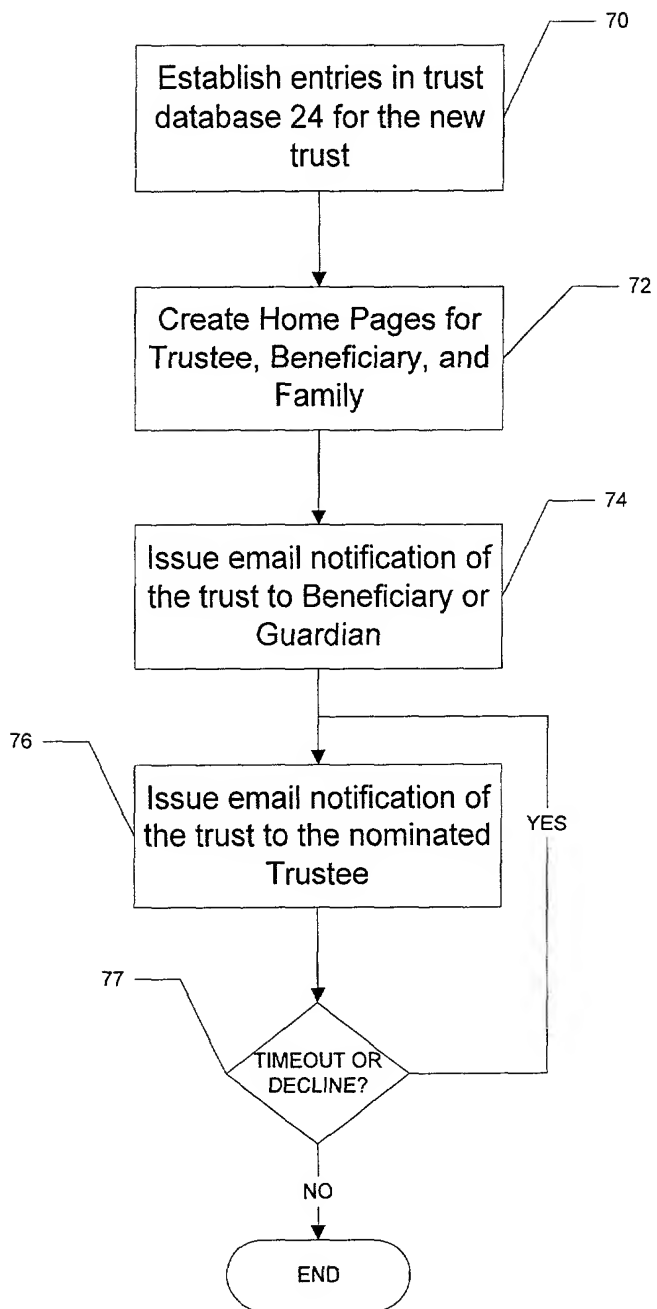 70
Establish entries in trust
database 24 for the new
trust
72
Create Home Pages for
Trustee, Beneficiary, and
Family
74
Issue email notification of
the trust to Beneficiary or
Guardian
76
Issue email notification of
the trust to the nominated
Trustee
YES
77
TIMEOUT OR
DECLINE?
NO
END